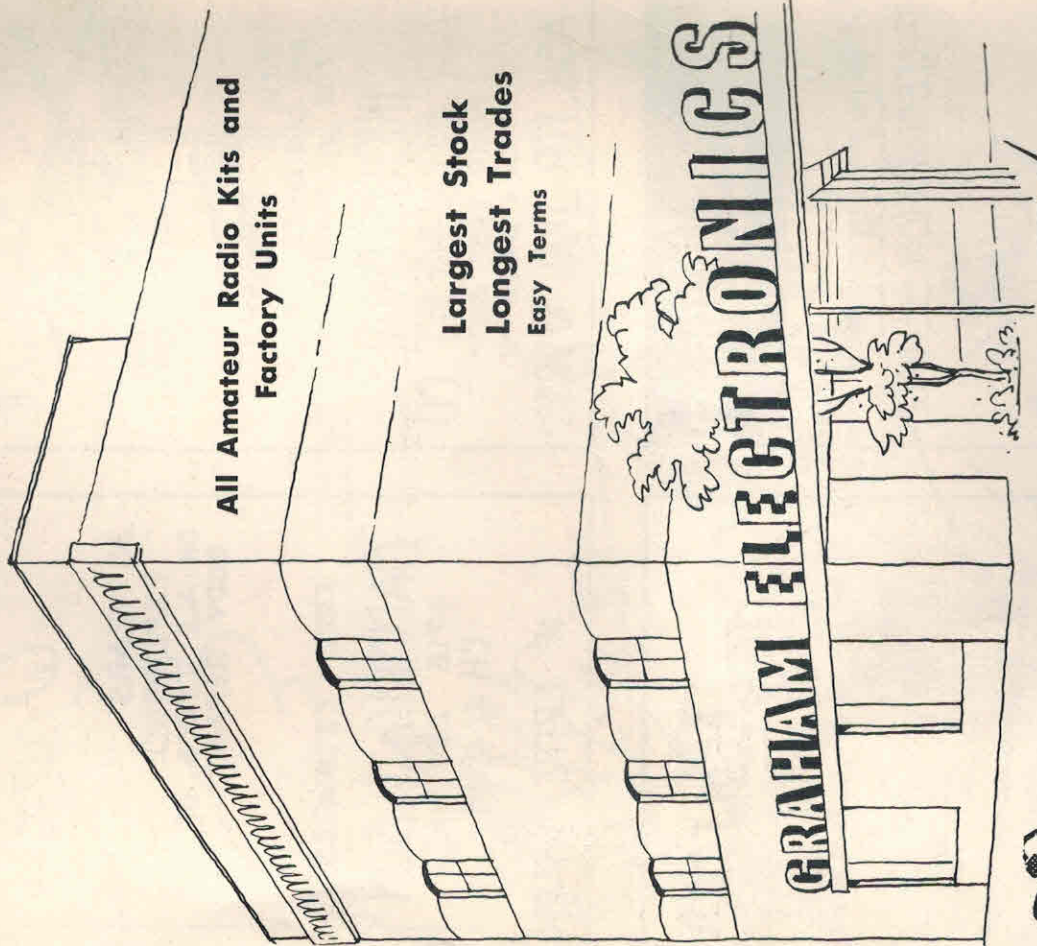 All Amateur Radio Kits and
Factory Units
Largest Stock
Longest Trades
Easy Terms
GRAHAM ELECTRONICS